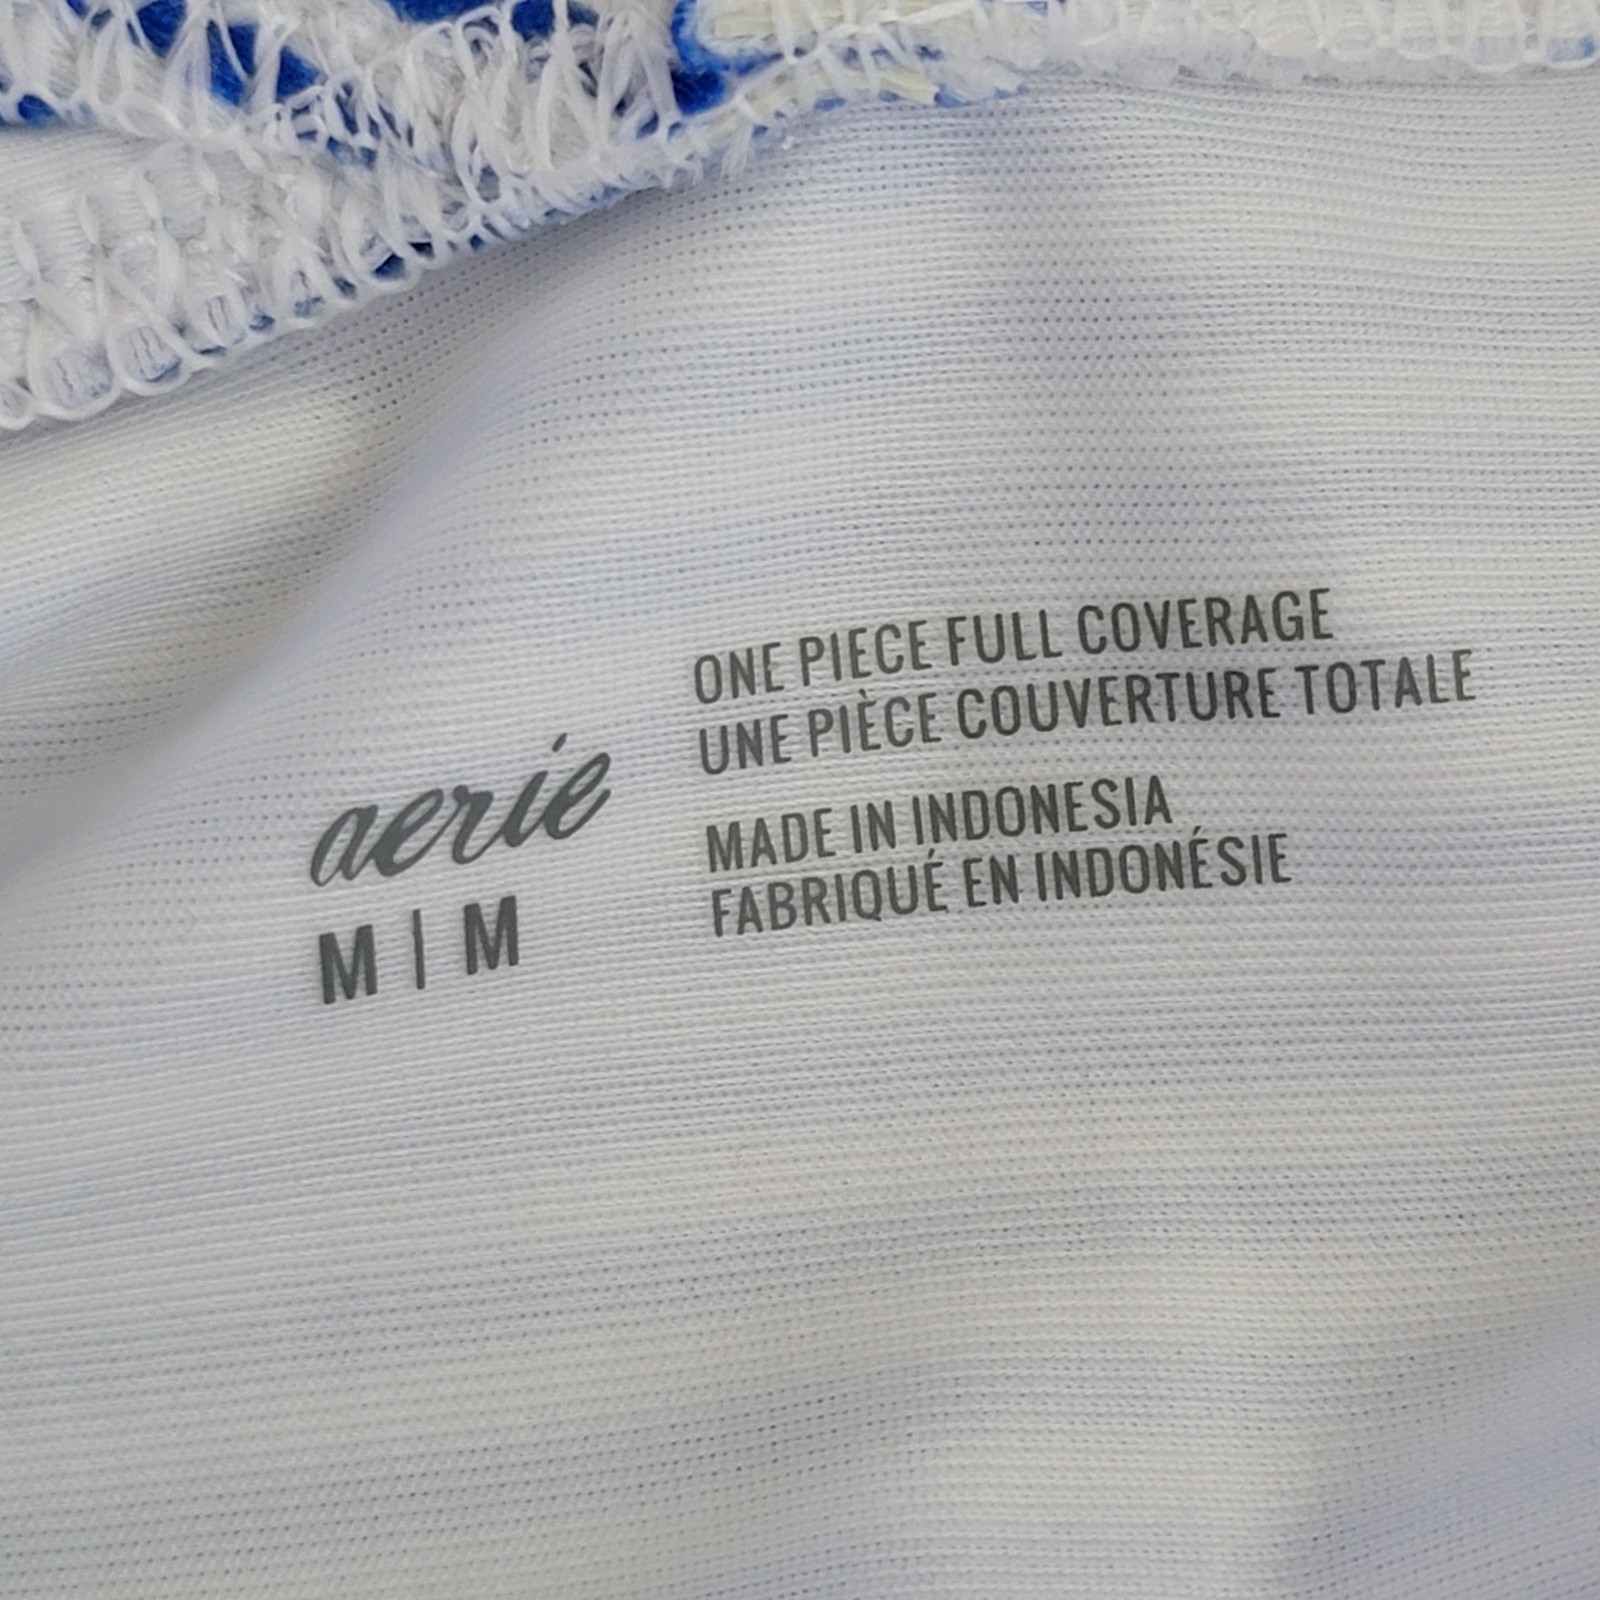 aerie
M | M
ONE PIECE FULL COVERAGE
UNE PIÈCE COUVERTURE TOTALE
MADE IN INDONESIA
FABRIQUÉ EN INDONÉSIE